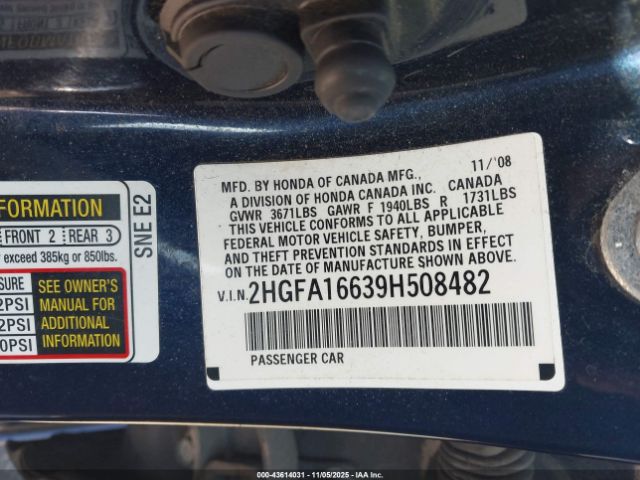 MFD. BY HONDA OF CANADA MFG., 11/'08
A DIVISION OF HONDA CANADA INC. CANADA
GVWR 3671LBS GAWR F 1940LBS R 1731LBS
THIS VEHICLE CONFORMS TO ALL APPLICABLE
FEDERAL MOTOR VEHICLE SAFETY, BUMPER,
AND THEFT PREVENTION STANDARDS IN EFFECT
ON THE DATE OF MANUFACTURE SHOWN ABOVE.
V.I.N. 2HGFA16639H508482
PASSENGER CAR
FORMATION
FRONT 2 REAR 3
exceed 385kg or 850lbs.
SURE
2PSI
2PSI
0PSI
SEE OWNER'S
MANUAL FOR
ADDITIONAL
INFORMATION
SNE E2
000-43614031 - 11/05/2025 - IAA, INC.